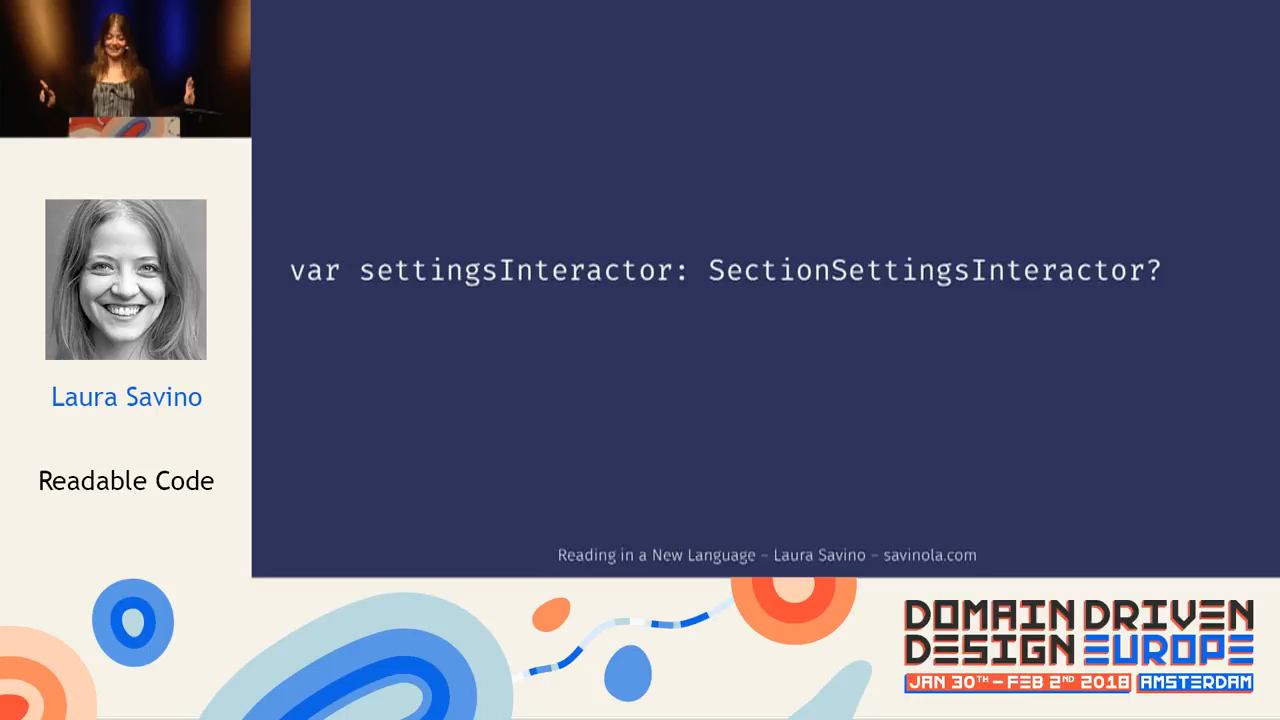 var settingsInteractor: SectionSettingsInteractor?
Laura Savino
Readable Code
Reading in a New Language – Laura Savino – savinola.com
DOMAIN DRIVEN
DESIGN EUROPE
JAN 30TH – FEB 2ND 2018 AMSTERDAM